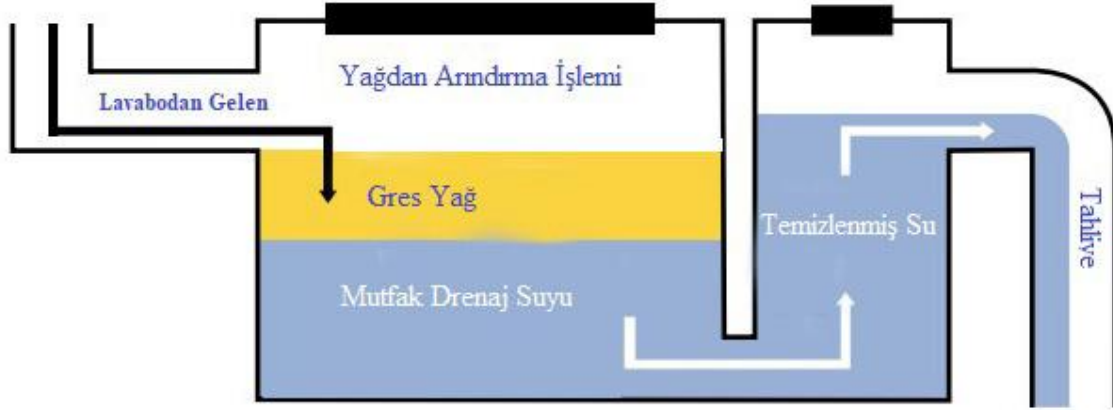 Yağdan Arındırma İşlemi
Lavabodan Gelen
Gres Yağ
Temizlenmiş Su
Tahliye
Mutfak Drenaj Suyu